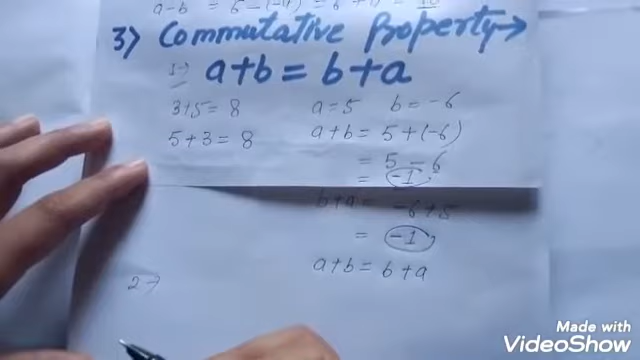 a-b = 
3) Commutative Property→
1→ a+b = b+a
3+5 = 8 a = 5 b = -6
5+3 = 8 a+b = 5+(-6)
= 5 - 6
= -1
b+a = -6+5
= -1
a+b = b+a
2→
Made with
VideoShow